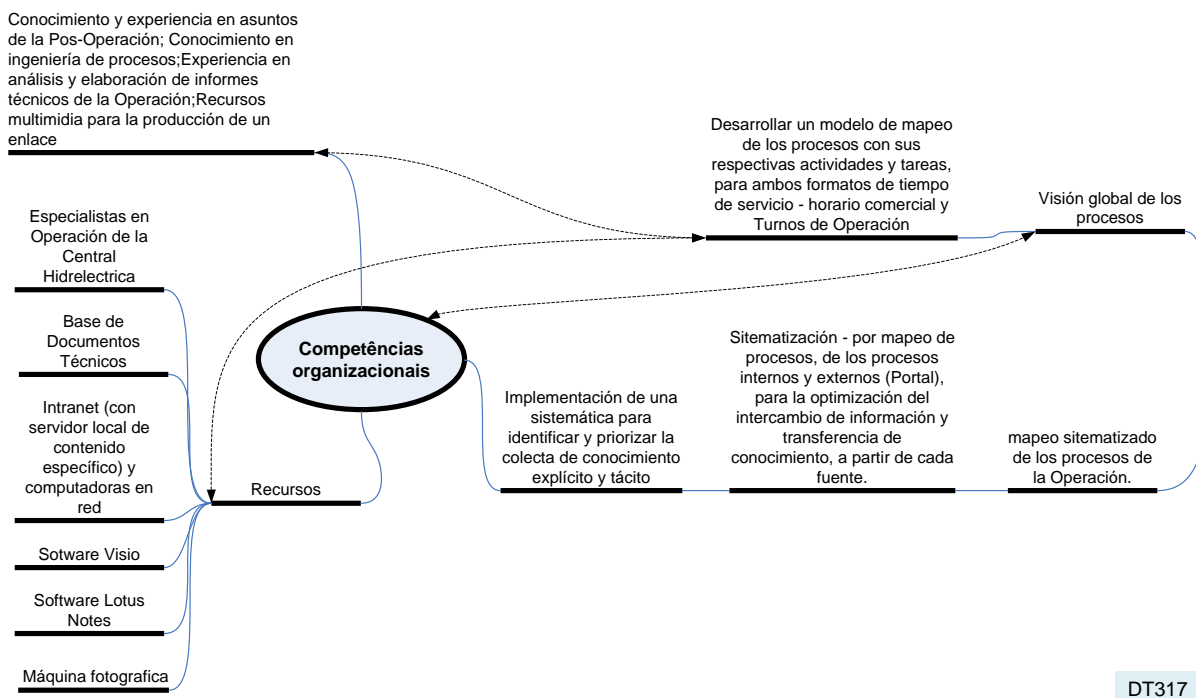 Conocimiento y experiencia en asuntos
de la Pos-Operación; Conocimiento en
ingeniería de procesos;Experiencia en
análisis y elaboración de informes
técnicos de la Operación;Recursos
multimidia para la producción de un
enlace
Desarrollar un modelo de mapeo
de los procesos con sus
respectivas actividades y tareas,
para ambos formatos de tiempo
de servicio - horario comercial y
Turnos de Operación
Visión global de los
procesos
Especialistas en
Operación de la
Central
Hidrelectrica
Base de
Documentos
Técnicos
Intranet (con
servidor local de
contenido
específico) y
computadoras en
red
Sotware Visio
Software Lotus
Notes
Máquina fotografica
Recursos
Competências
organizacionais
Implementación de una
sistemática para
identificar y priorizar la
colecta de conocimiento
explícito y tácito
Sitematización - por mapeo de
procesos, de los procesos
internos y externos (Portal),
para la optimización del
intercambio de información y
transferencia de
conocimiento, a partir de cada
fuente.
mapeo sitematizado
de los procesos de
la Operación.
DT317